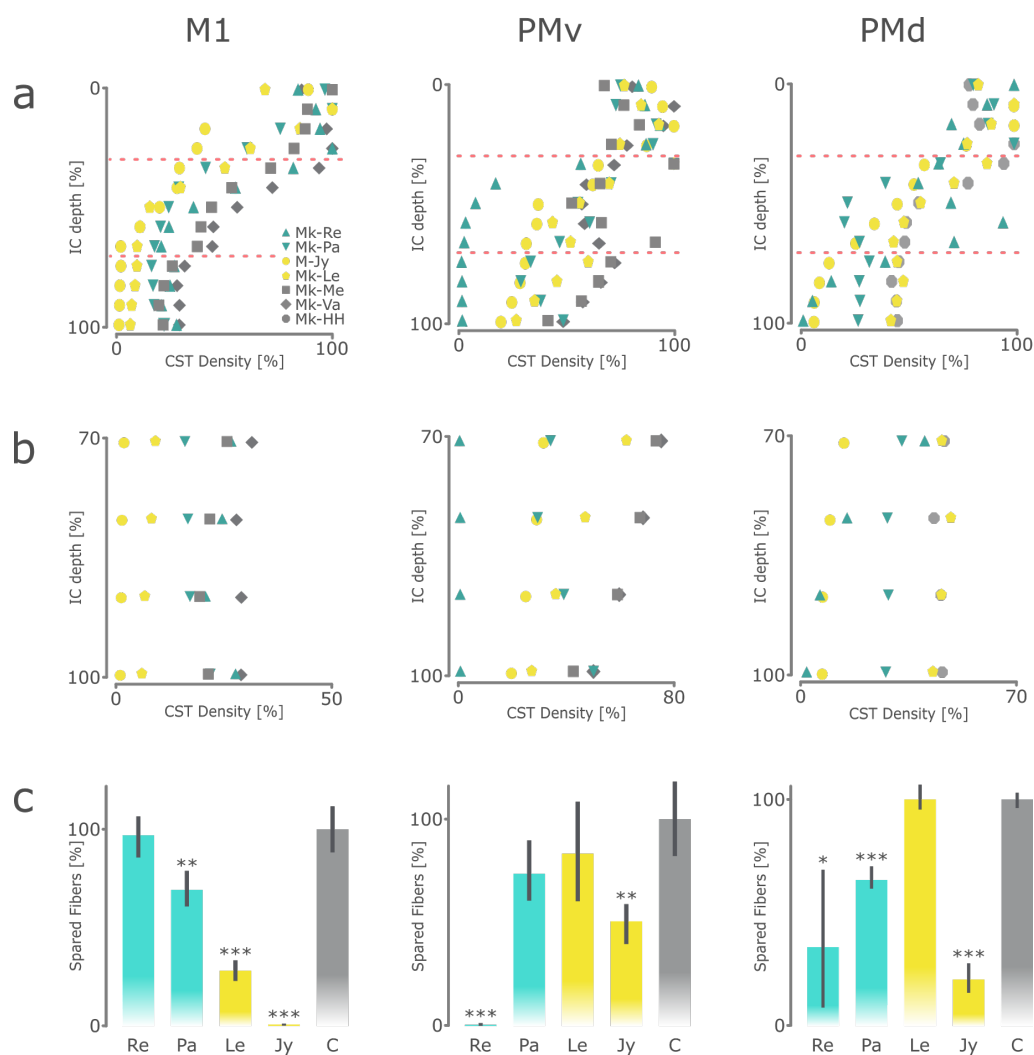 M1 PMv PMd
a
0
100
IC depth [%]
0 100
CST Density [%]
Mk-Re
Mk-Pa
M-Jy
Mk-Le
Mk-Me
Mk-Va
Mk-HH
0
100
IC depth [%]
0 100
CST Density [%]
0
100
IC depth [%]
0 100
CST Density [%]
b
70
100
IC depth [%]
0 50
CST Density [%]
70
100
IC depth [%]
0 80
CST Density [%]
70
100
IC depth [%]
0 70
CST Density [%]
c
100
0
Spared Fibers [%]
** *** ***
Re Pa Le Jy C
100
0
Spared Fibers [%]
*** **
Re Pa Le Jy C
100
0
Spared Fibers [%]
* *** ***
Re Pa Le Jy C